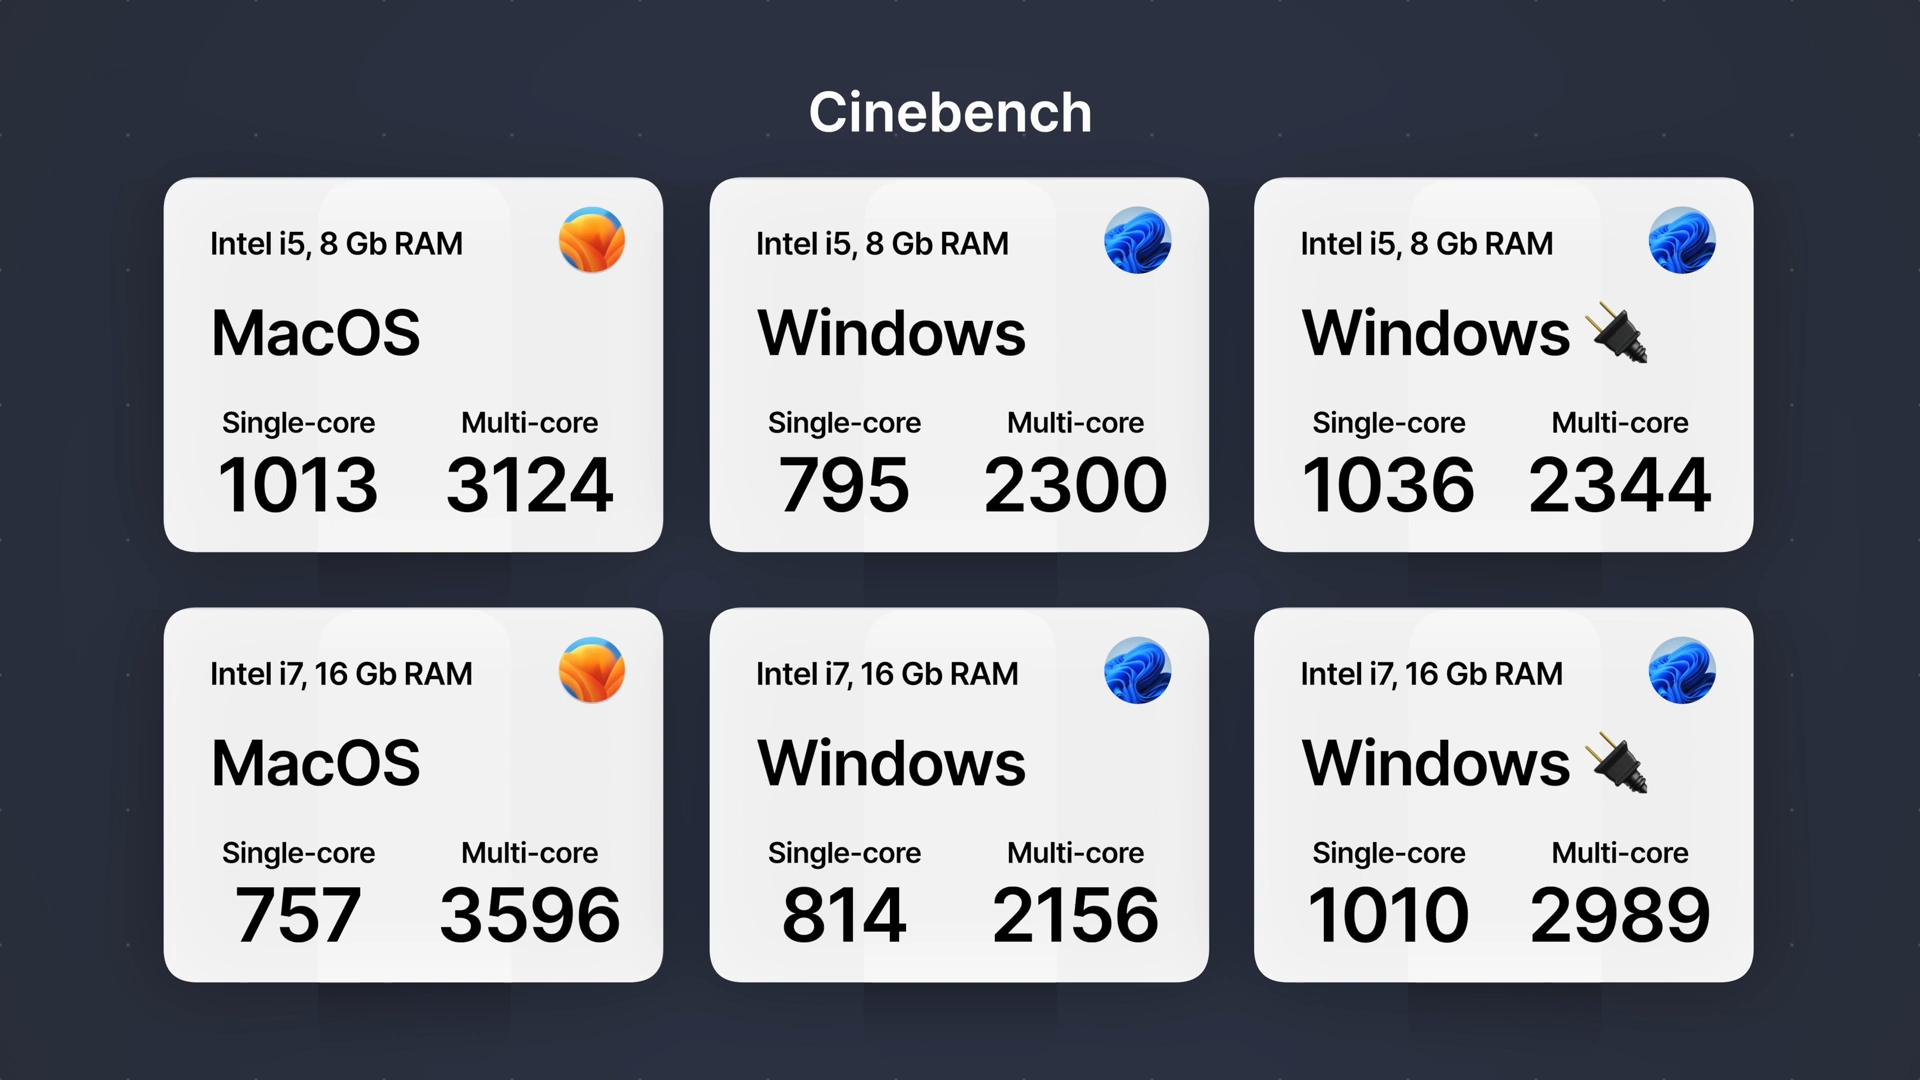 Cinebench
Intel i5, 8 Gb RAM
MacOS
Single-core Multi-core
1013 3124
Intel i5, 8 Gb RAM
Windows
Single-core Multi-core
795 2300
Intel i5, 8 Gb RAM
Windows
Single-core Multi-core
1036 2344
Intel i7, 16 Gb RAM
MacOS
Single-core Multi-core
757 3596
Intel i7, 16 Gb RAM
Windows
Single-core Multi-core
814 2156
Intel i7, 16 Gb RAM
Windows
Single-core Multi-core
1010 2989